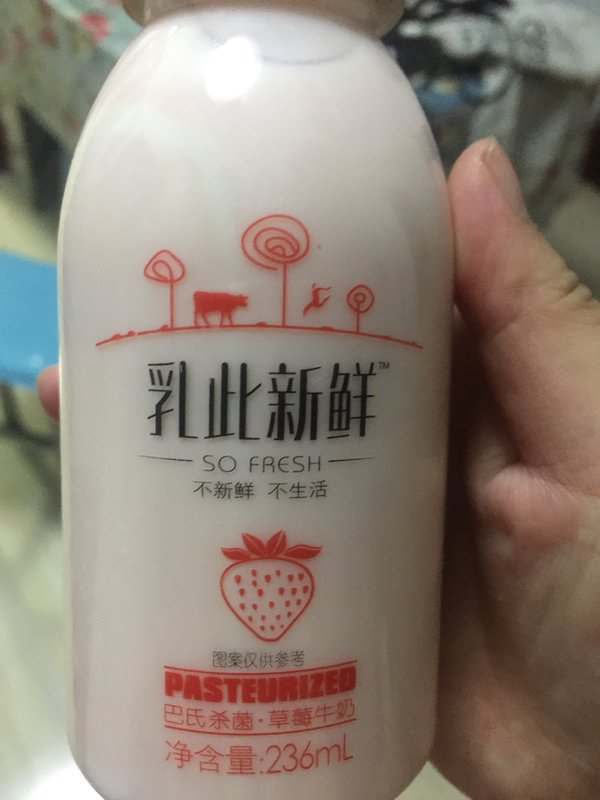 乳此新鲜™
SO FRESH
不新鲜 不生活
图案仅供参考
PASTEURIZED
巴氏杀菌·草莓牛奶
净含量:236mL